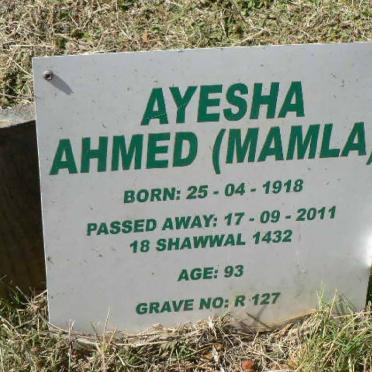 AYESHA
AHMED (MAMLA)
BORN: 25 - 04 - 1918
PASSED AWAY: 17 - 09 - 2011
18 SHAWWAL 1432
AGE: 93
GRAVE NO: R 127